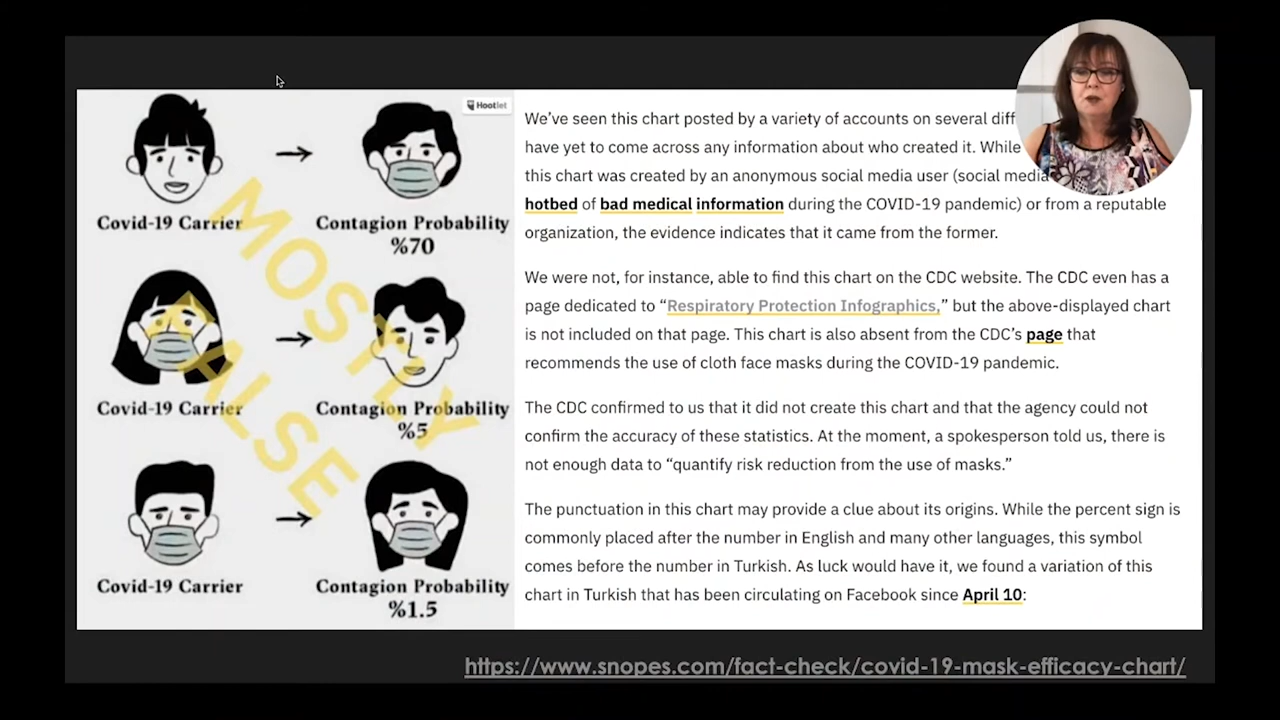 Hootlet
Covid-19 Carrier
Contagion Probability
%70
Covid-19 Carrier
Contagion Probability
%5
Covid-19 Carrier
Contagion Probability
%1.5
MOSTLY
FALSE
We've seen this chart posted by a variety of accounts on several
have yet to come across any information about who created it. While
this chart was created by an anonymous social media user (social media
hotbed of bad medical information during the COVID-19 pandemic) or from a reputable
organization, the evidence indicates that it came from the former.
We were not, for instance, able to find this chart on the CDC website. The CDC even has a
page dedicated to “Respiratory Protection Infographics,” but the above-displayed chart
is not included on that page. This chart is also absent from the CDC's page that
recommends the use of cloth face masks during the COVID-19 pandemic.
The CDC confirmed to us that it did not create this chart and that the agency could not
confirm the accuracy of these statistics. At the moment, a spokesperson told us, there is
not enough data to “quantify risk reduction from the use of masks.”
The punctuation in this chart may provide a clue about its origins. While the percent sign is
commonly placed after the number in English and many other languages, this symbol
comes before the number in Turkish. As luck would have it, we found a variation of this
chart in Turkish that has been circulating on Facebook since April 10:
https://www.snopes.com/fact-check/covid-19-mask-efficacy-chart/